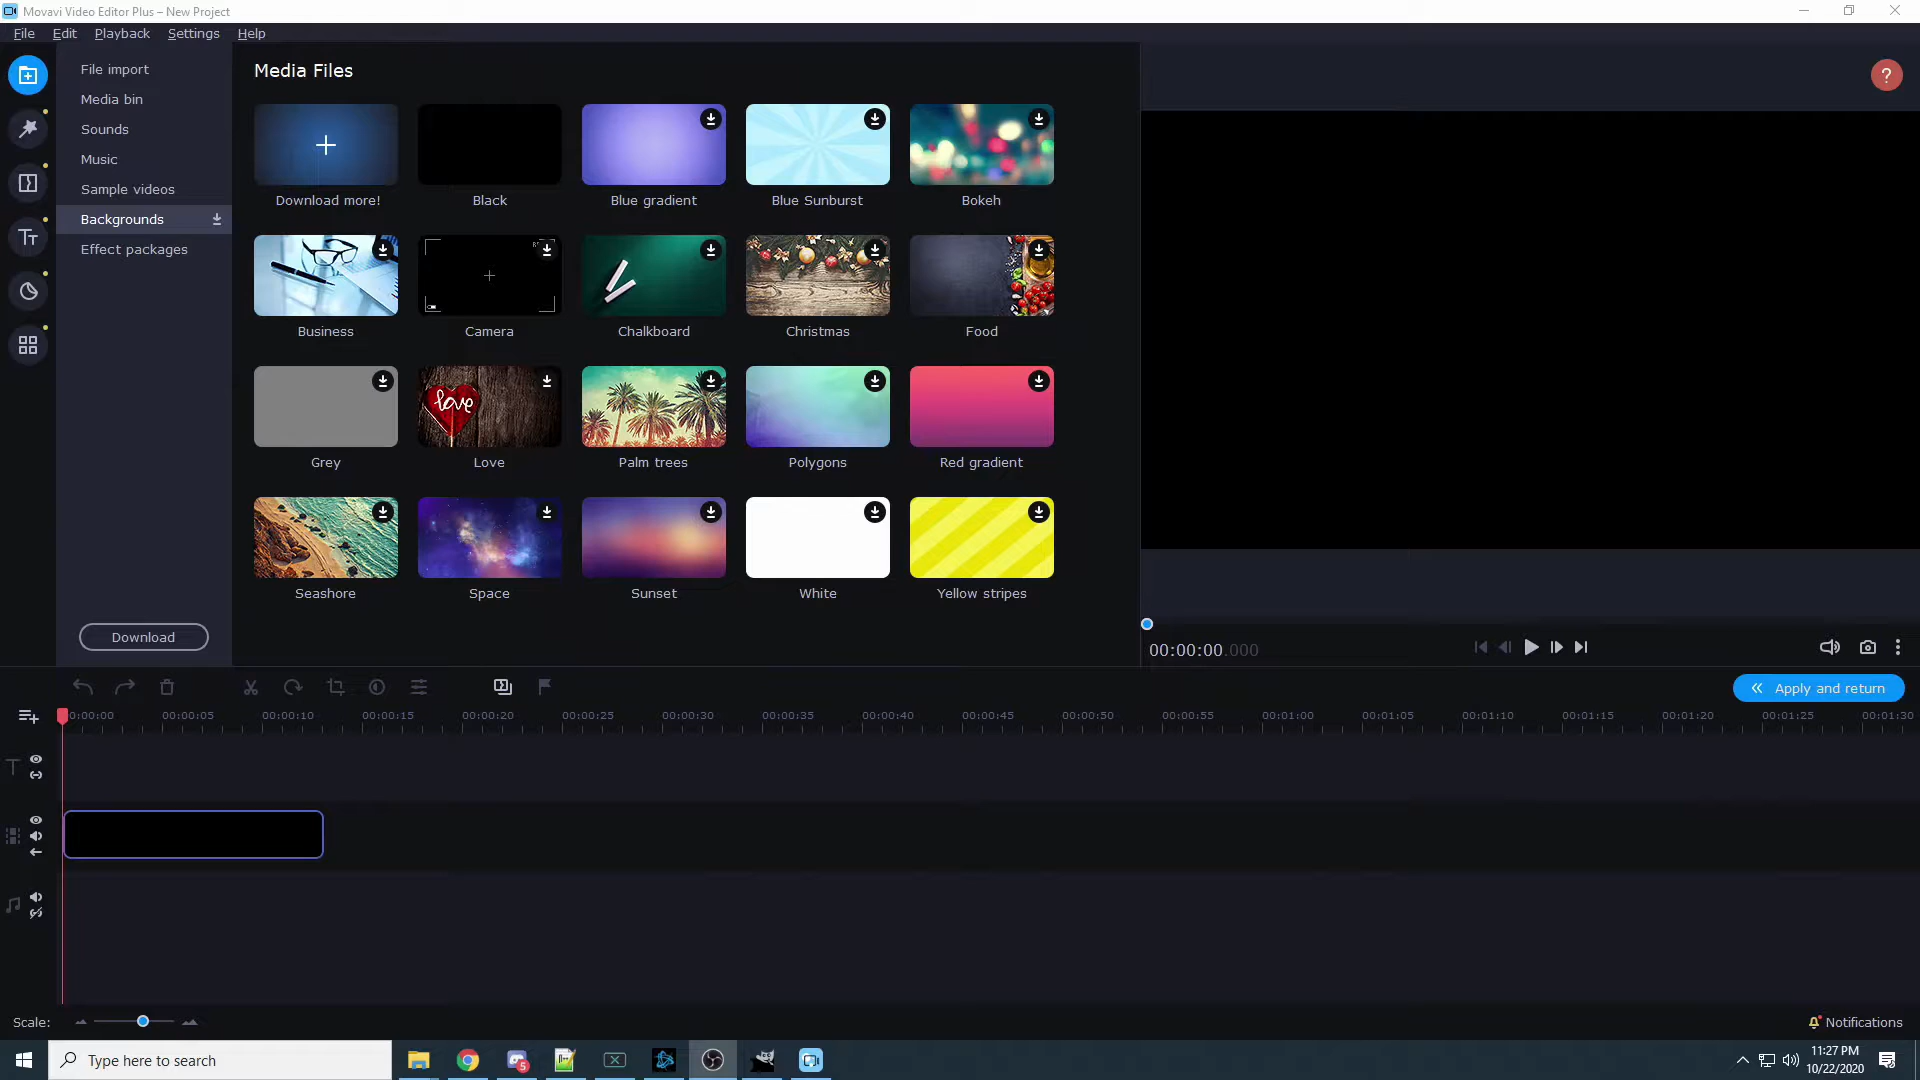 Movavi Video Editor Plus – New Project
File Edit Playback Settings Help
File import
Media bin
Sounds
Music
Sample videos
Backgrounds
Effect packages
Download
Media Files
Download more!
Black
Blue gradient
Blue Sunburst
Bokeh
Business
Camera
Chalkboard
Christmas
Food
Grey
love
Love
Palm trees
Polygons
Red gradient
Seashore
Space
Sunset
White
Yellow stripes
?
00:00:00.000
Apply and return
0:00:00 00:00:05 00:00:10 00:00:15 00:00:20 00:00:25 00:00:30 00:00:35 00:00:40 00:00:45 00:00:50 00:00:55 00:01:00 00:01:05 00:01:10 00:01:15 00:01:20 00:01:25 00:01:30
Scale:
Notifications
Type here to search
5
11:27 PM
10/22/2020